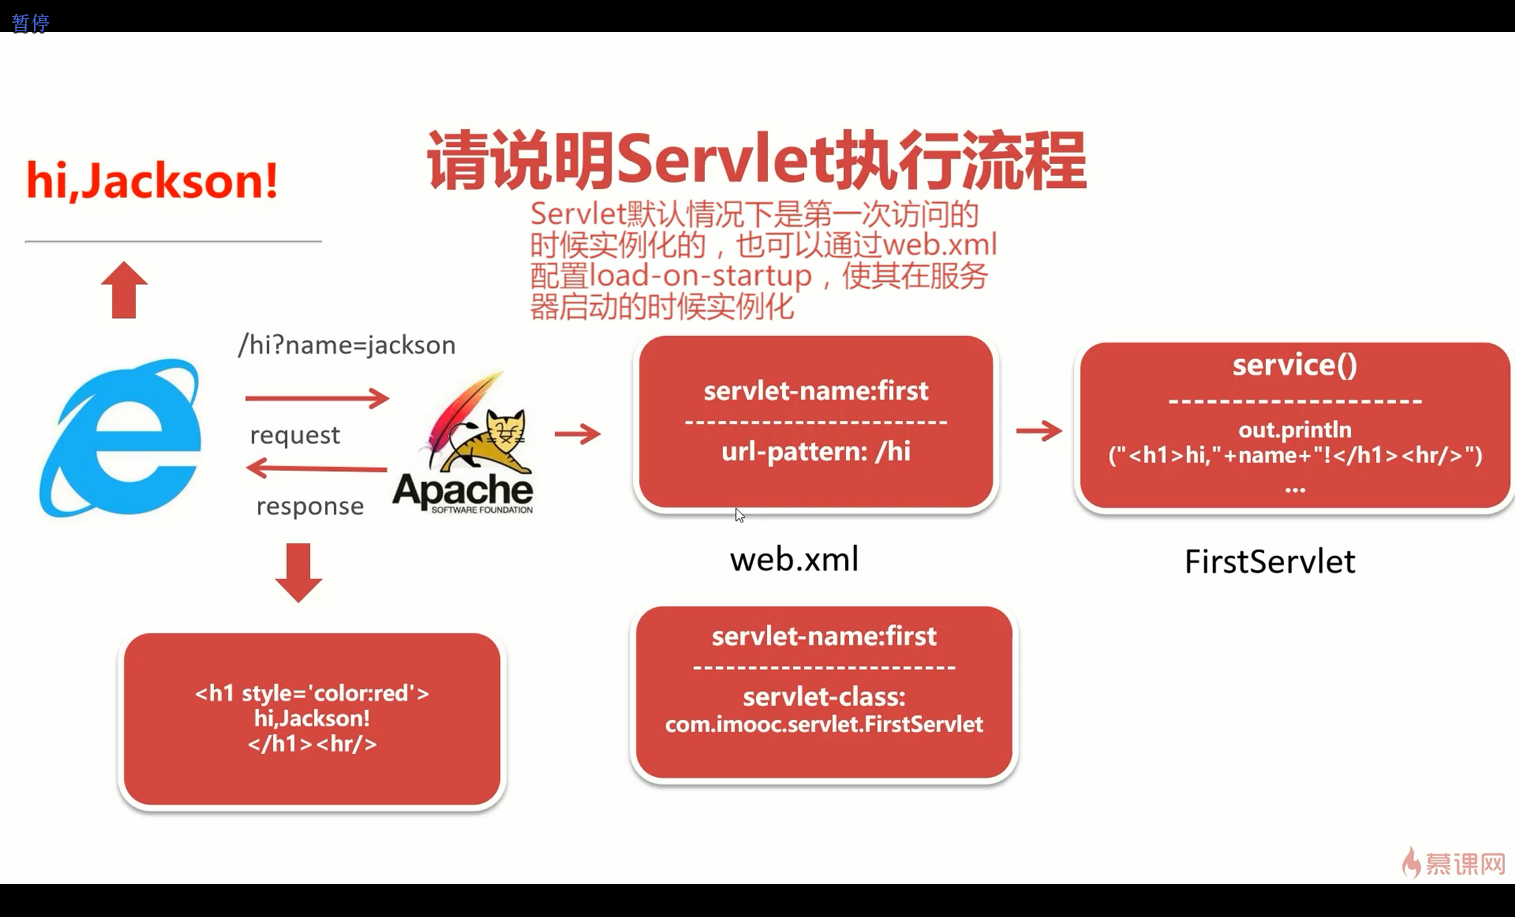 暂停
请说明Servlet执行流程
hi,Jackson!
Servlet默认情况下是第一次访问的
时候实例化的，也可以通过web.xml
配置load-on-startup，使其在服务
器启动的时候实例化
/hi?name=jackson
request
response
Apache
SOFTWARE FOUNDATION
servlet-name:first
------------------------
url-pattern: /hi
web.xml
service()
--------------------
out.println
("<h1>hi,"+name+"!</h1><hr/>")
...
FirstServlet
<h1 style='color:red'>
hi,Jackson!
</h1><hr/>
servlet-name:first
------------------------
servlet-class:
com.imooc.servlet.FirstServlet
慕课网